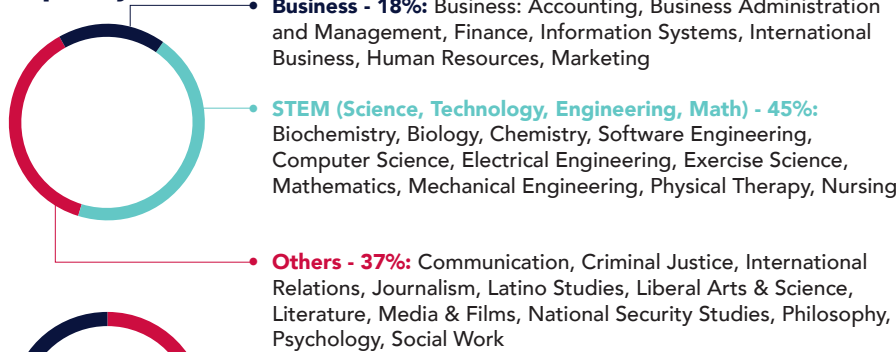 Business - 18%: Business: Accounting, Business Administration
and Management, Finance, Information Systems, International
Business, Human Resources, Marketing
STEM (Science, Technology, Engineering, Math) - 45%:
Biochemistry, Biology, Chemistry, Software Engineering,
Computer Science, Electrical Engineering, Exercise Science,
Mathematics, Mechanical Engineering, Physical Therapy, Nursing
Others - 37%: Communication, Criminal Justice, International
Relations, Journalism, Latino Studies, Liberal Arts & Science,
Literature, Media & Films, National Security Studies, Philosophy,
Psychology, Social Work